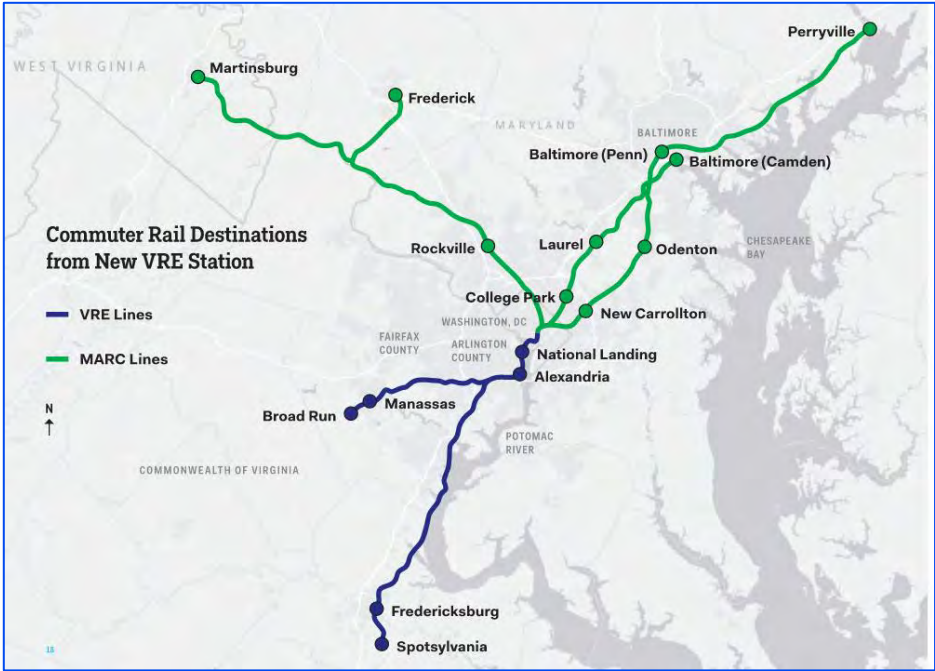 Perryville
WEST VIRGINIA
Martinsburg
Frederick
MARYLAND
BALTIMORE
Baltimore (Penn)
Baltimore (Camden)
Commuter Rail Destinations
from New VRE Station
Rockville
Laurel
Odenton
CHESAPEAKE
BAY
College Park
New Carrollton
VRE Lines
MARC Lines
WASHINGTON, DC
FAIRFAX
COUNTY
ARLINGTON
COUNTY
National Landing
Alexandria
Manassas
Broad Run
N
POTOMAC
RIVER
COMMONWEALTH OF VIRGINIA
Fredericksburg
Spotsylvania
18